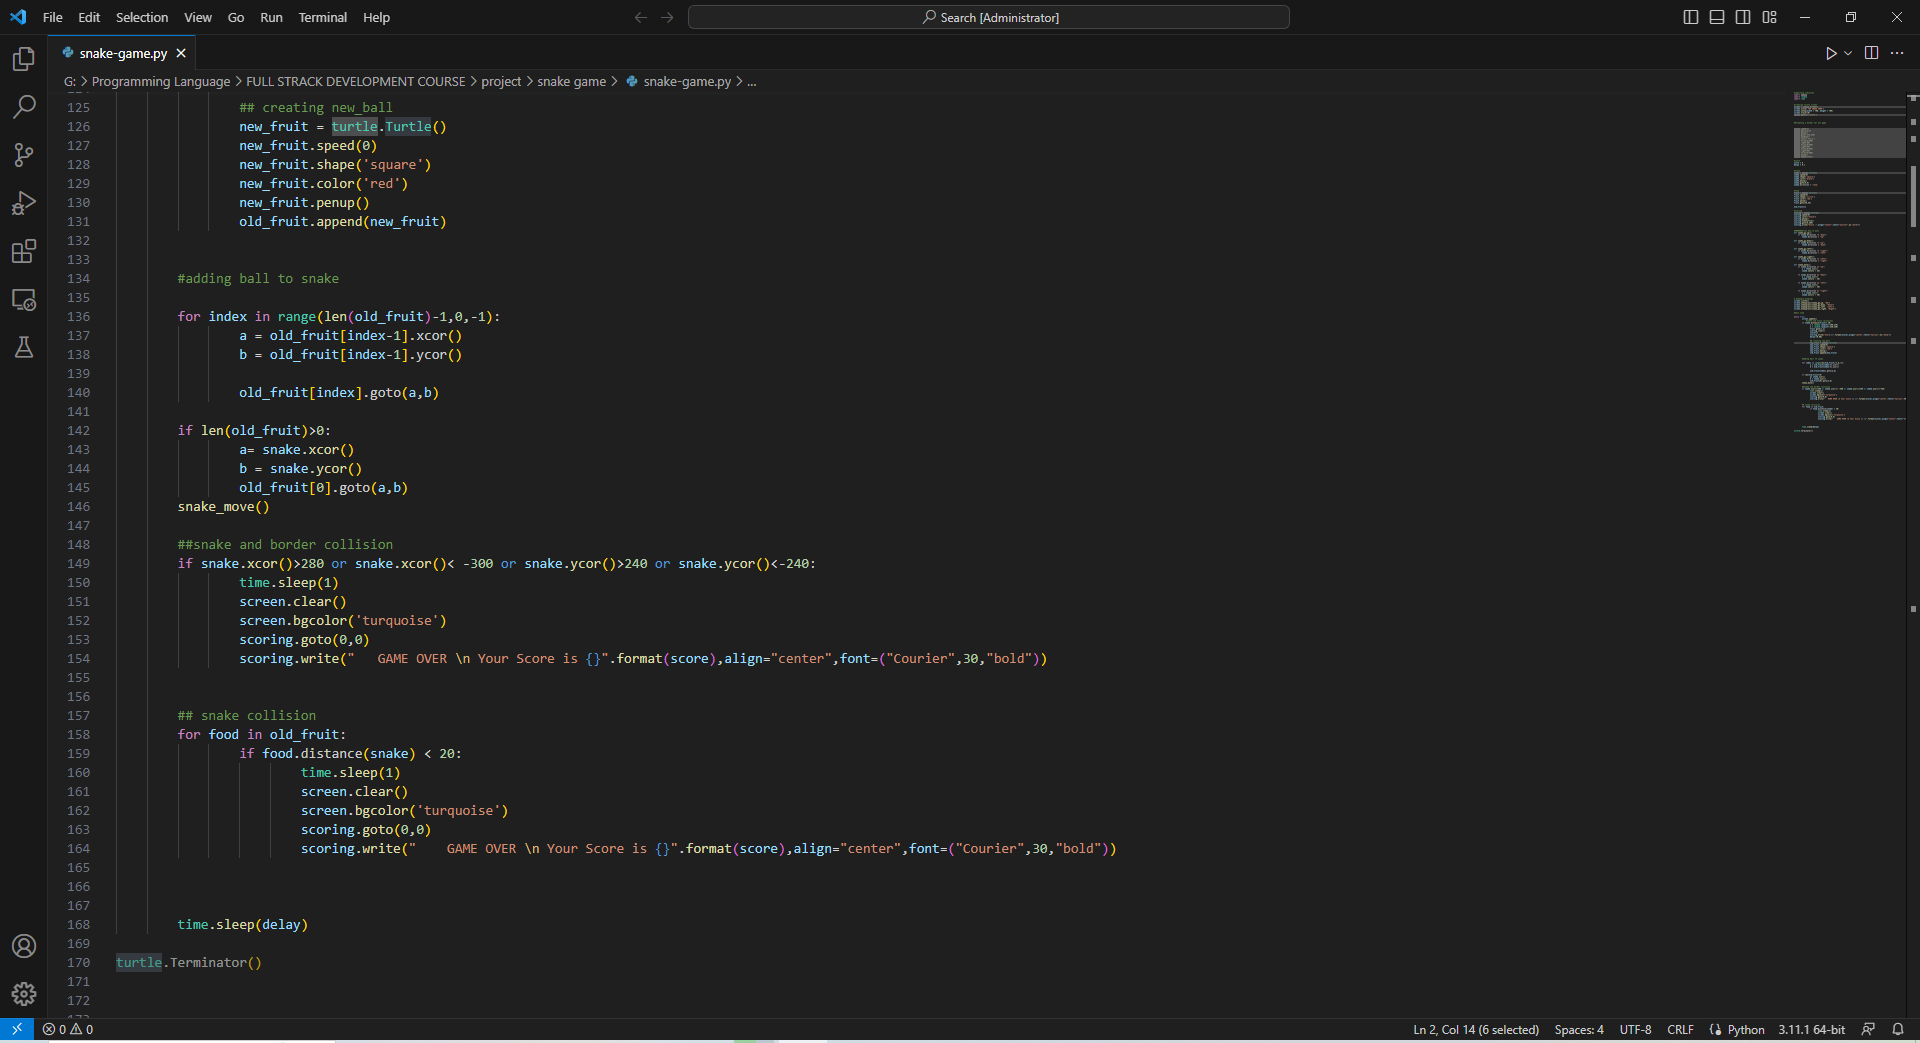 File Edit Selection View Go Run Terminal Help
Search [Administrator]
snake-game.py
G: > Programming Language > FULL STRACK DEVELOPMENT COURSE > project > snake game > snake-game.py > ...
125 ## creating new_ball
126 new_fruit = turtle.Turtle()
127 new_fruit.speed(0)
128 new_fruit.shape('square')
129 new_fruit.color('red')
130 new_fruit.penup()
131 old_fruit.append(new_fruit)
132
133
134 #adding ball to snake
135
136 for index in range(len(old_fruit)-1,0,-1):
137 a = old_fruit[index-1].xcor()
138 b = old_fruit[index-1].ycor()
139
140 old_fruit[index].goto(a,b)
141
142 if len(old_fruit)>0:
143 a= snake.xcor()
144 b = snake.ycor()
145 old_fruit[0].goto(a,b)
146 snake_move()
147
148 ##snake and border collision
149 if snake.xcor()>280 or snake.xcor()< -300 or snake.ycor()>240 or snake.ycor()<-240:
150 time.sleep(1)
151 screen.clear()
152 screen.bgcolor('turquoise')
153 scoring.goto(0,0)
154 scoring.write("   GAME OVER \n Your Score is {}".format(score),align="center",font=("Courier",30,"bold"))
155
156
157 ## snake collision
158 for food in old_fruit:
159 if food.distance(snake) < 20:
160 time.sleep(1)
161 screen.clear()
162 screen.bgcolor('turquoise')
163 scoring.goto(0,0)
164 scoring.write("    GAME OVER \n Your Score is {}".format(score),align="center",font=("Courier",30,"bold"))
165
166
167
168 time.sleep(delay)
169
170 turtle.Terminator()
171
172
0 0 Ln 2, Col 14 (6 selected) Spaces: 4 UTF-8 CRLF Python 3.11.1 64-bit